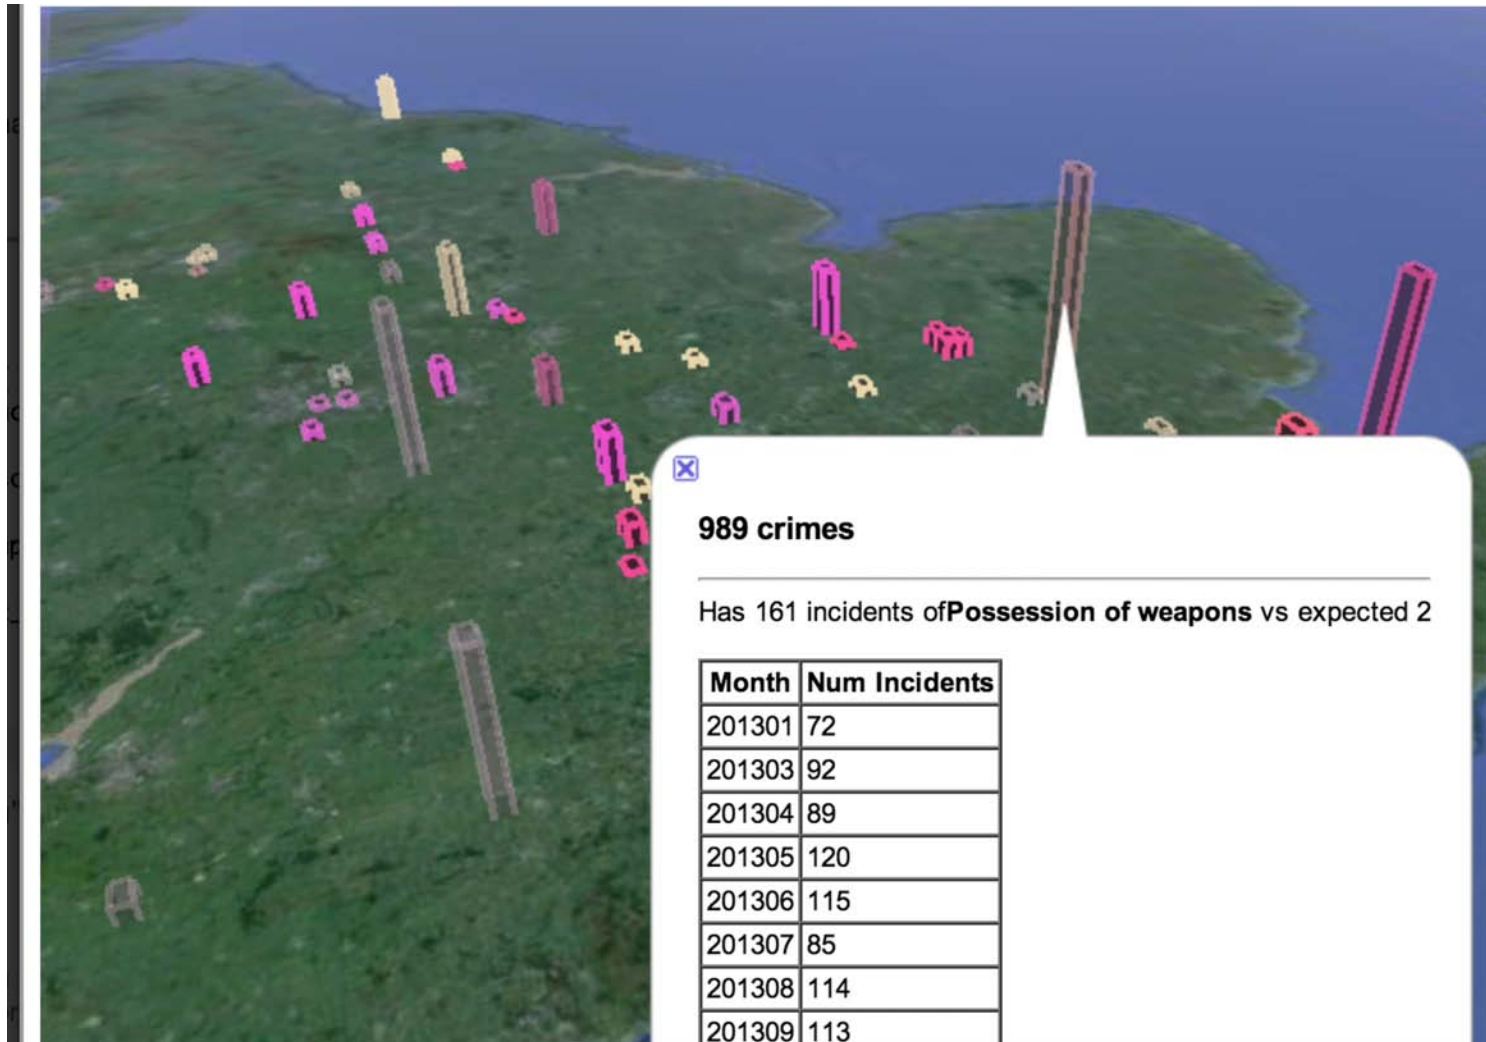 989 crimes
Has 161 incidents ofPossession of weapons vs expected 2
Month Num Incidents
201301 72
201303 92
201304 89
201305 120
201306 115
201307 85
201308 114
201309 113